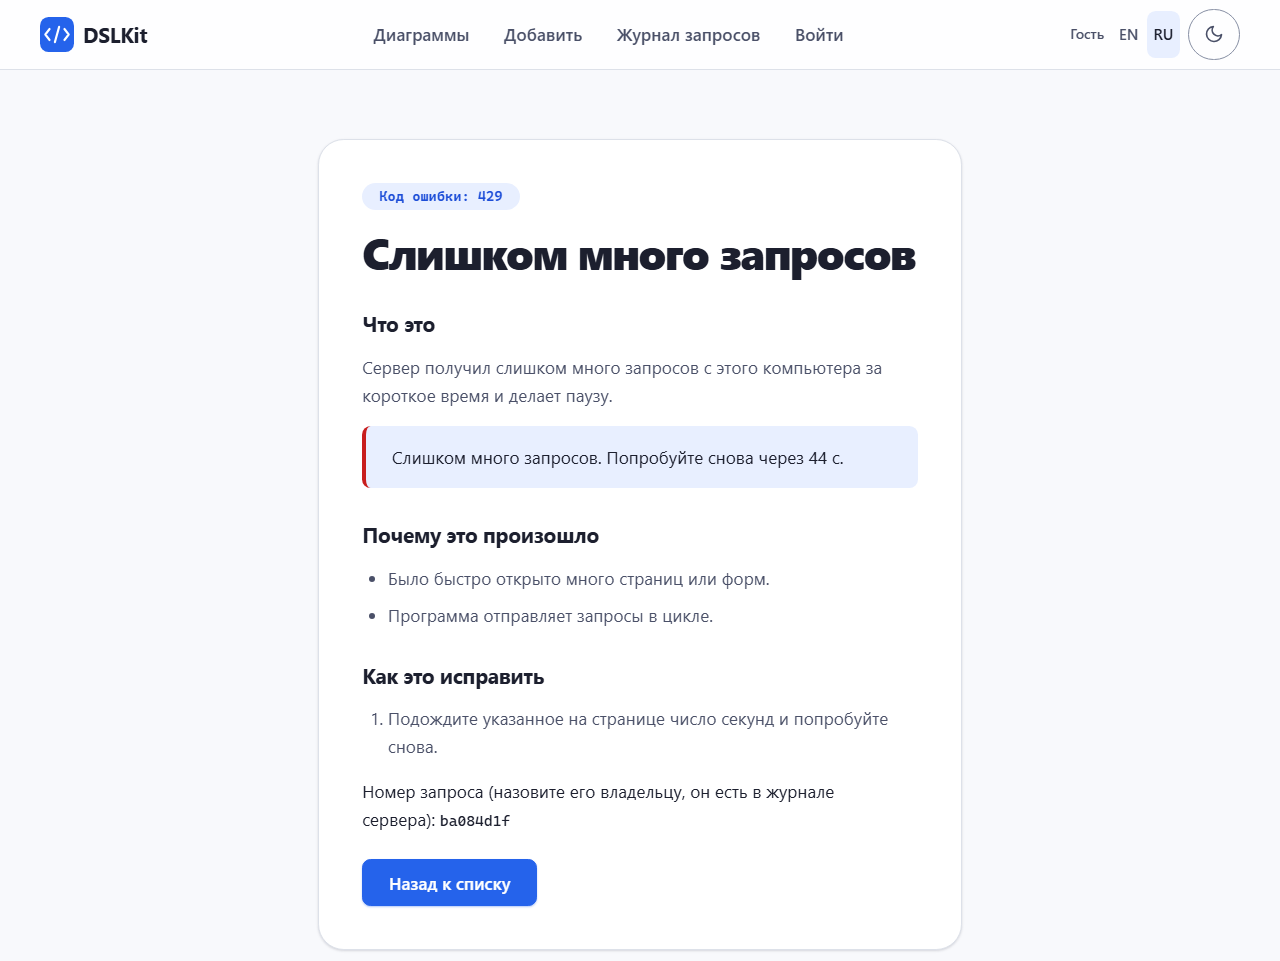 DSLKit
Диаграммы
Добавить
Журнал запросов
Войти
Гость
EN
RU
Код ошибки: 429
Слишком много запросов
Что это
Сервер получил слишком много запросов с этого компьютера за
короткое время и делает паузу.
Слишком много запросов. Попробуйте снова через 44 с.
Почему это произошло
• Было быстро открыто много страниц или форм.
• Программа отправляет запросы в цикле.
Как это исправить
1. Подождите указанное на странице число секунд и попробуйте
снова.
Номер запроса (назовите его владельцу, он есть в журнале
сервера): ba084d1f
Назад к списку